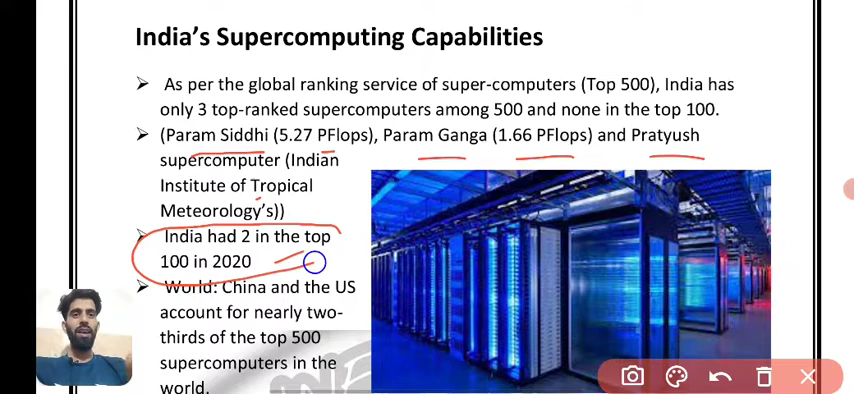 India's Supercomputing Capabilities
➢ As per the global ranking service of super-computers (Top 500), India has
only 3 top-ranked supercomputers among 500 and none in the top 100.
➢ (Param Siddhi (5.27 PFlops), Param Ganga (1.66 PFlops) and Pratyush
supercomputer (Indian
Institute of Tropical
Meteorology's))
➢ India had 2 in the top
100 in 2020
➢ World: China and the US
account for nearly two-
thirds of the top 500
supercomputers in the
world.